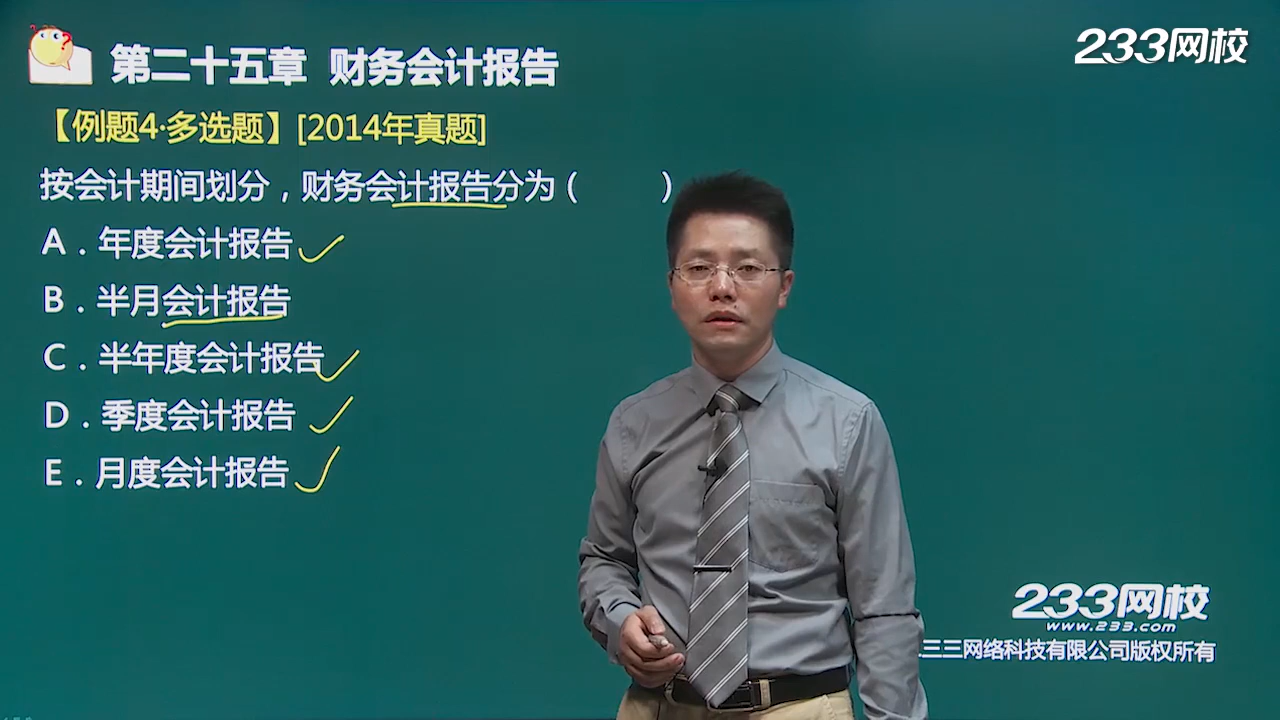 233网校
第二十五章 财务会计报告
【例题4·多选题】[2014年真题]
按会计期间划分，财务会计报告分为（ ）
A．年度会计报告
B．半月会计报告
C．半年度会计报告
D．季度会计报告
E．月度会计报告
233网校
www.233.com
三三网络科技有限公司版权所有